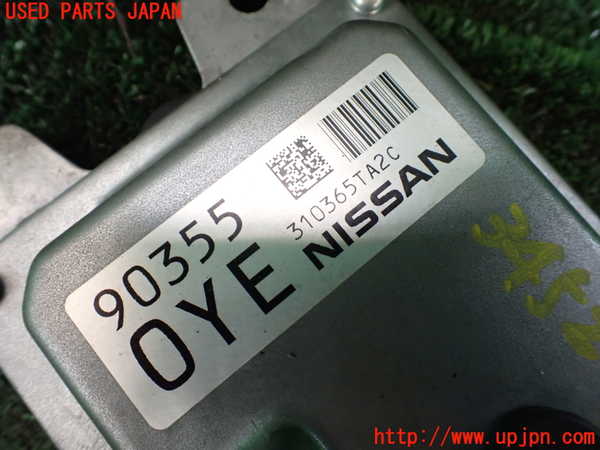 USED PARTS JAPAN
310365TA2C
NISSAN
90355
0YE
http://www.upjpn.com/